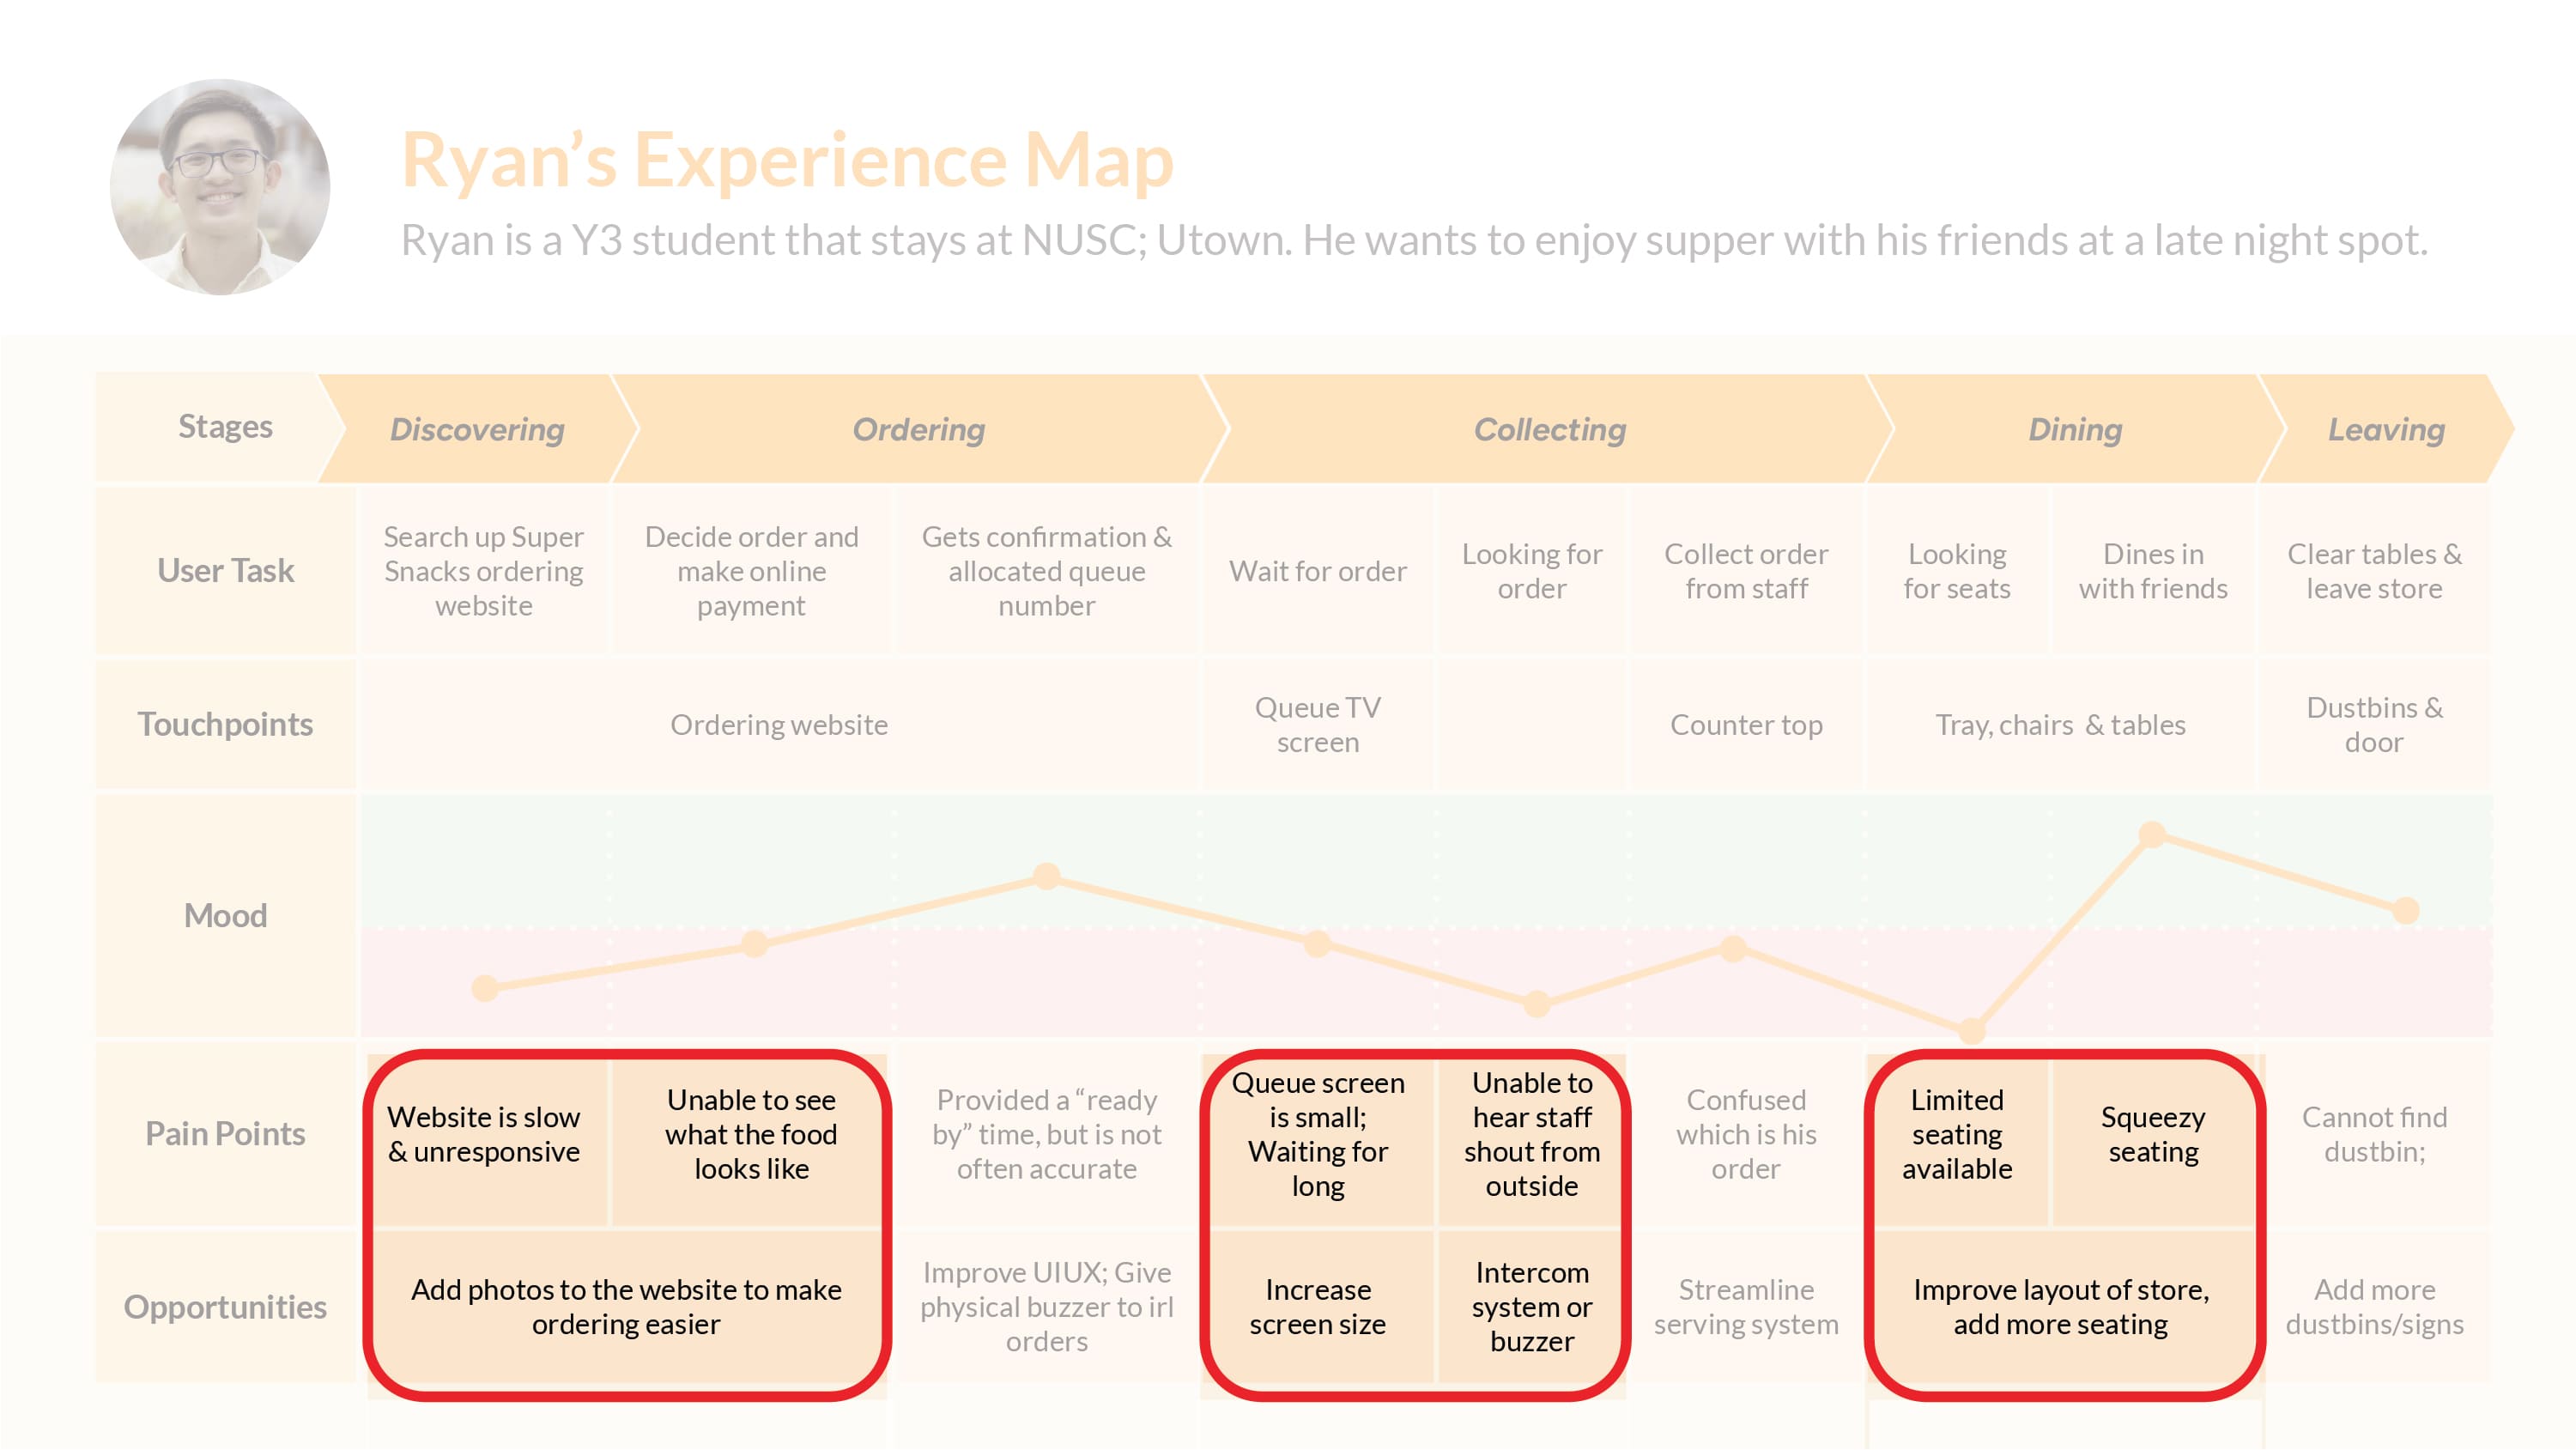 Ryan’s Experience Map
Ryan is a Y3 student that stays at NUSC; Utown. He wants to enjoy supper with his friends at a late night spot.
Stages
Discovering
Ordering
Collecting
Dining
Leaving
User Task
Search up Super
Snacks ordering
website
Decide order and
make online
payment
Gets confirmation &
allocated queue
number
Wait for order
Looking for
order
Collect order
from staff
Looking
for seats
Dines in
with friends
Clear tables &
leave store
Touchpoints
Ordering website
Queue TV
screen
Counter top
Tray, chairs & tables
Dustbins &
door
Mood
Pain Points
Website is slow
& unresponsive
Unable to see
what the food
looks like
Provided a “ready
by” time, but is not
often accurate
Queue screen
is small;
Waiting for
long
Unable to
hear staff
shout from
outside
Confused
which is his
order
Limited
seating
available
Squeezy
seating
Cannot find
dustbin;
Opportunities
Add photos to the website to make
ordering easier
Improve UIUX; Give
physical buzzer to irl
orders
Increase
screen size
Intercom
system or
buzzer
Streamline
serving system
Improve layout of store,
add more seating
Add more
dustbins/signs